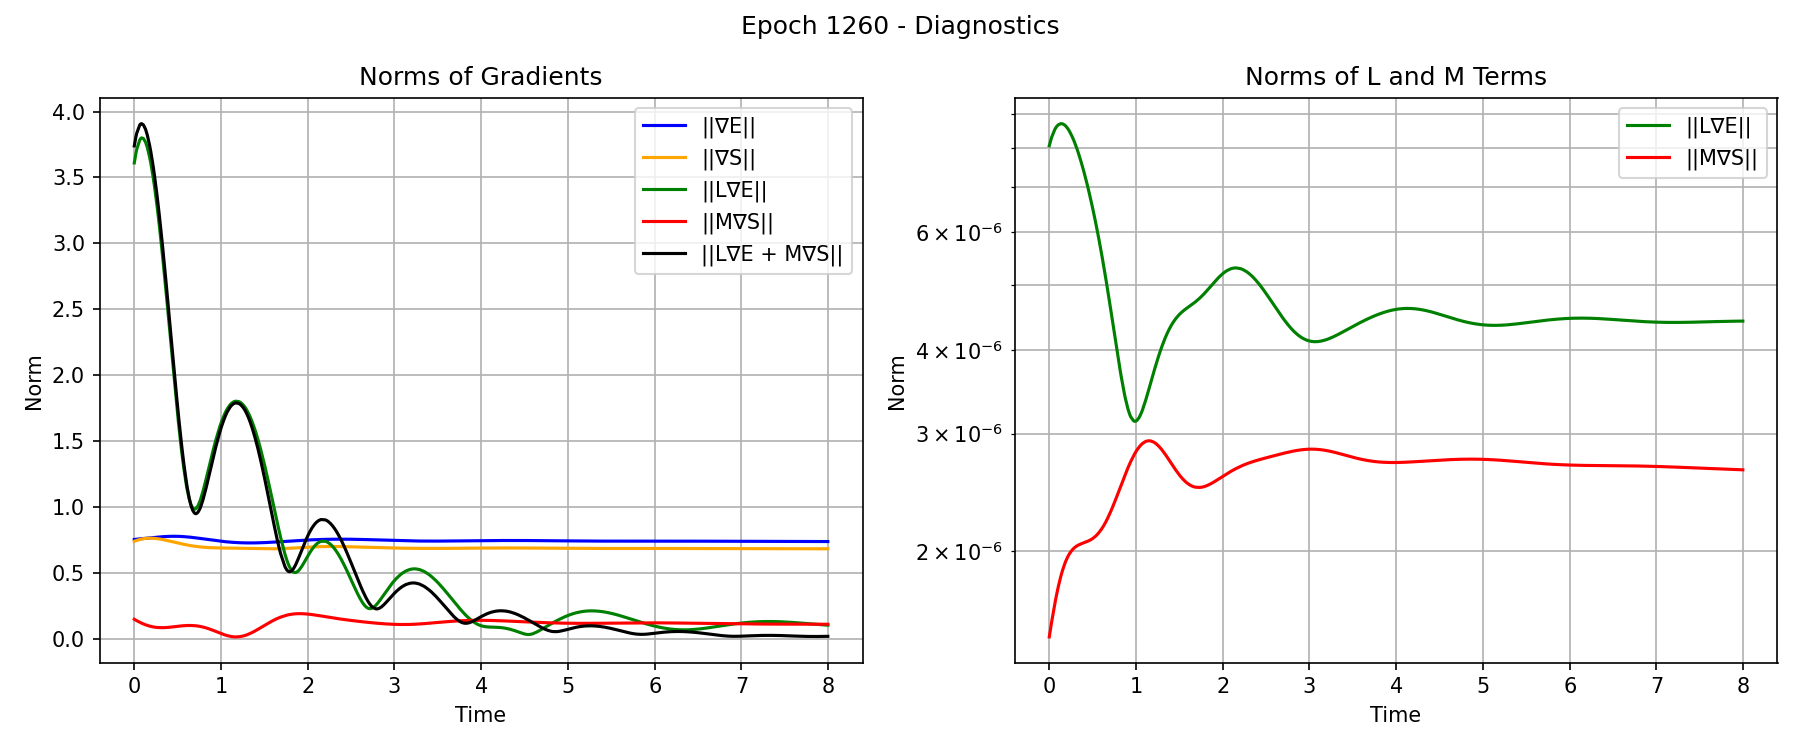 Epoch 1260 - Diagnostics
Norms of Gradients
Norm
4.0
3.5
3.0
2.5
2.0
1.5
1.0
0.5
0.0
||∇E||
||∇S||
||L∇E||
||M∇S||
||L∇E + M∇S||
0 1 2 3 4 5 6 7 8
Time
Norms of L and M Terms
Norm
6 × 10⁻⁶
4 × 10⁻⁶
3 × 10⁻⁶
2 × 10⁻⁶
||L∇E||
||M∇S||
0 1 2 3 4 5 6 7 8
Time